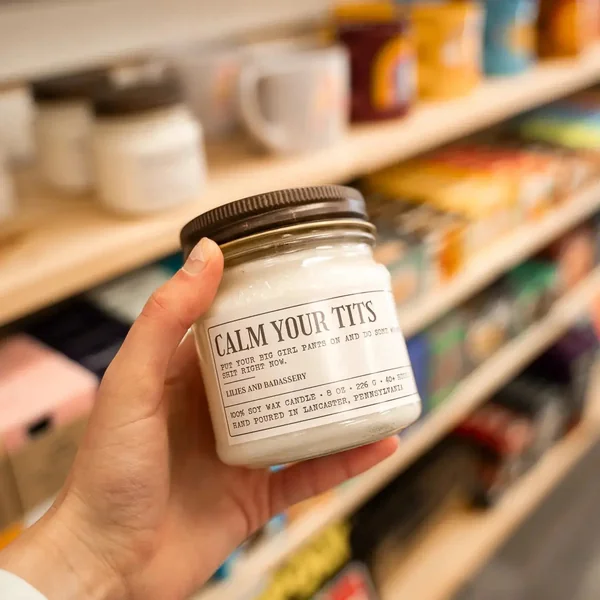 CALM YOUR TITS
PUT YOUR BIG GIRL PANTS ON AND DO SOME
SHIT RIGHT NOW.
LILIES AND BADASSERY
100% SOY WAX CANDLE • 8 OZ • 226 G • 40+
HAND POURED IN LANCASTER, PENNSYLVANIA